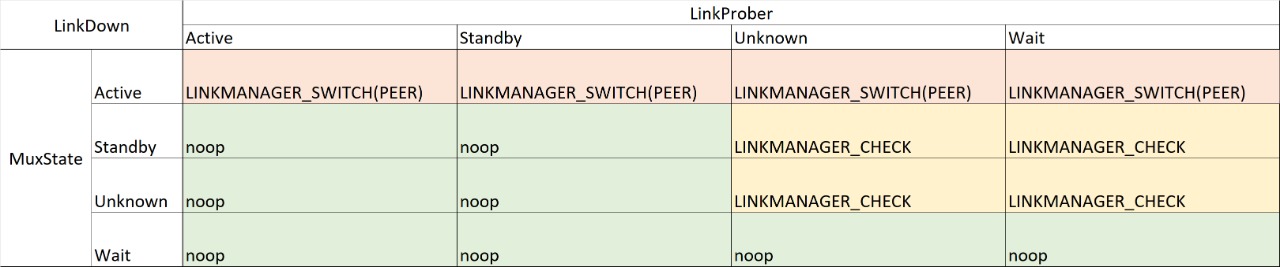 LinkDown
LinkProber
Active Standby Unknown Wait
MuxState
Active LINKMANAGER_SWITCH(PEER) LINKMANAGER_SWITCH(PEER) LINKMANAGER_SWITCH(PEER) LINKMANAGER_SWITCH(PEER)
Standby noop noop LINKMANAGER_CHECK LINKMANAGER_CHECK
Unknown noop noop LINKMANAGER_CHECK LINKMANAGER_CHECK
Wait noop noop noop noop